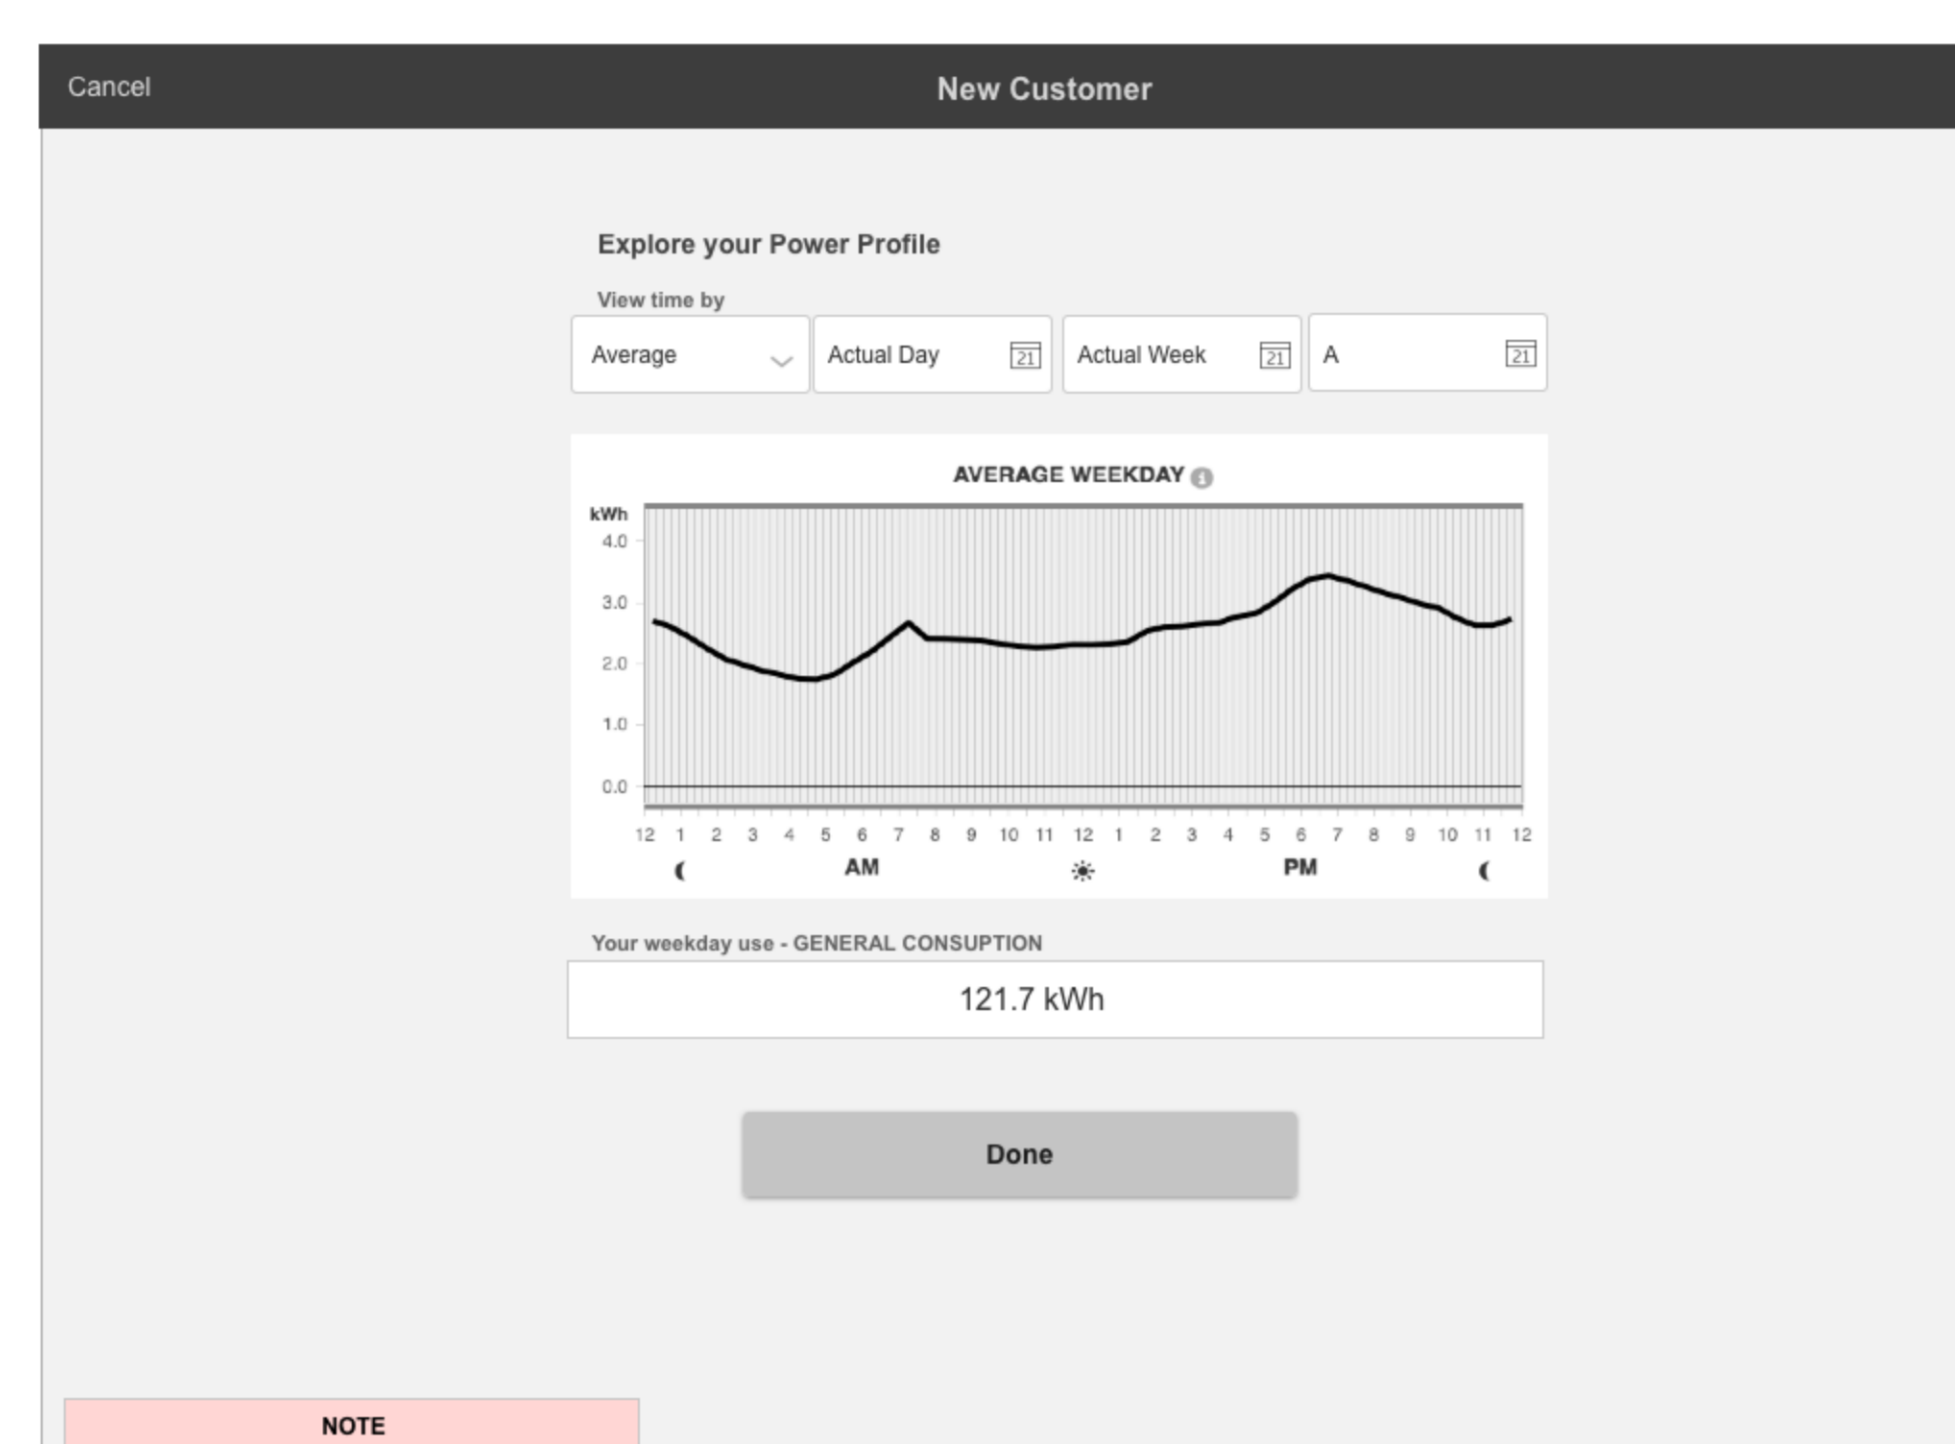 Cancel
New Customer
Explore your Power Profile
View time by
Average
Actual Day
21
Actual Week
21
A
21
AVERAGE WEEKDAY i
kWh
4.0
3.0
2.0
1.0
0.0
12 1 2 3 4 5 6 7 8 9 10 11 12 1 2 3 4 5 6 7 8 9 10 11 12
AM PM
Your weekday use - GENERAL CONSUPTION
121.7 kWh
Done
NOTE